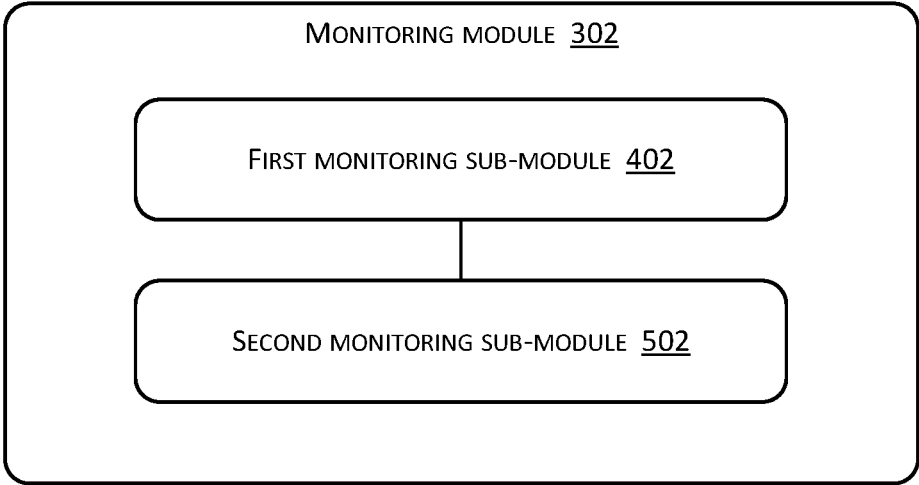 MONITORING MODULE 302
FIRST MONITORING SUB-MODULE 402
SECOND MONITORING SUB-MODULE 502